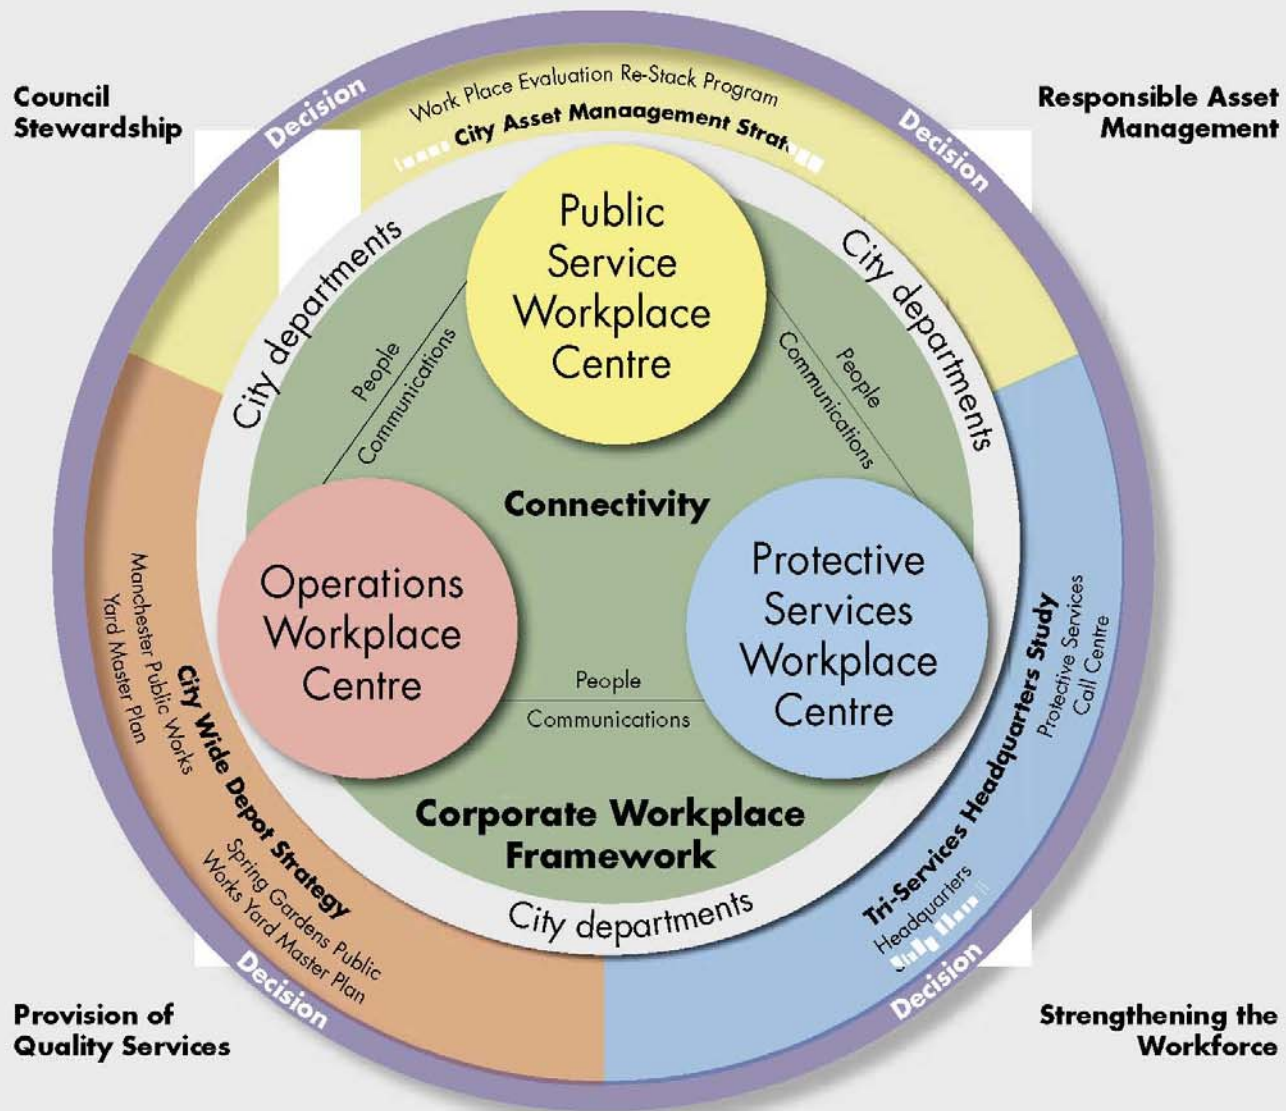 Council
Stewardship
Responsible Asset
Management
Decision
Decision
Work Place Evaluation Re-Stack Program
City Asset Manaagement Strat
City departments
City departments
Public
Service
Workplace
Centre
People
Communications
People
Communications
Connectivity
Operations
Workplace
Centre
Protective
Services
Workplace
Centre
People
Communications
Corporate Workplace
Framework
City departments
Manchester Public Works
Yard Master Plan
City Wide Depot Strategy
Spring Gardens Public
Works Yard Master Plan
Tri-Services Headquarters Study
Protective Services
Call Centre
Headquarters
Decision
Decision
Provision of
Quality Services
Strengthening the
Workforce